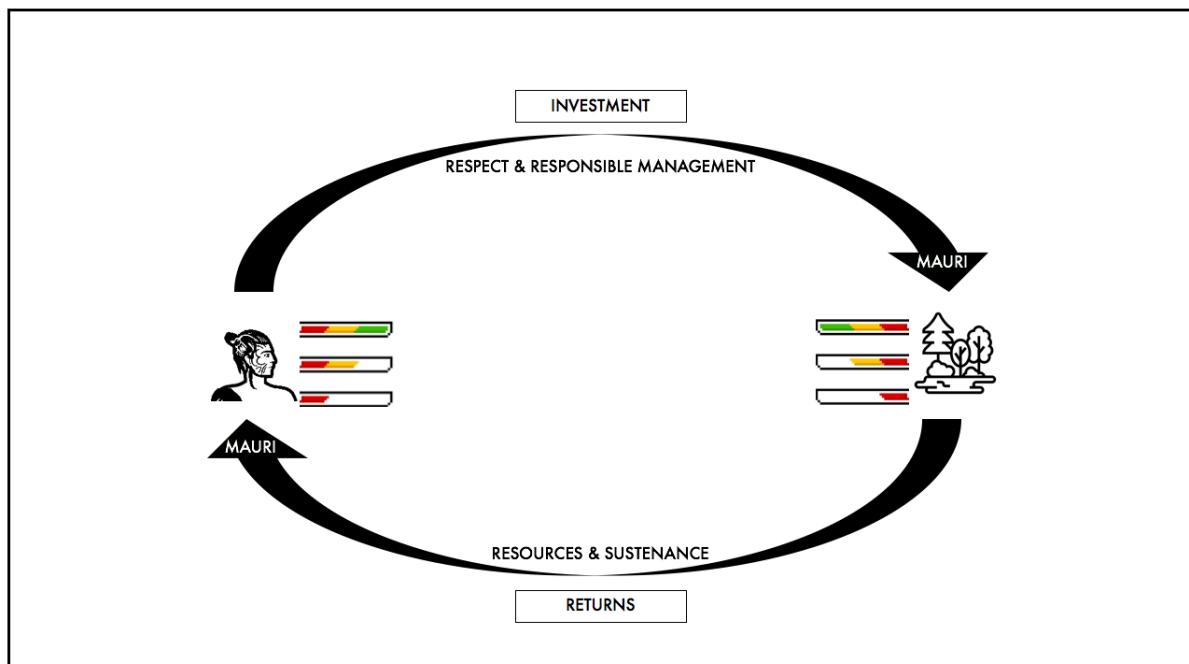 INVESTMENT
RESPECT & RESPONSIBLE MANAGEMENT
MAURI
MAURI
RESOURCES & SUSTENANCE
RETURNS